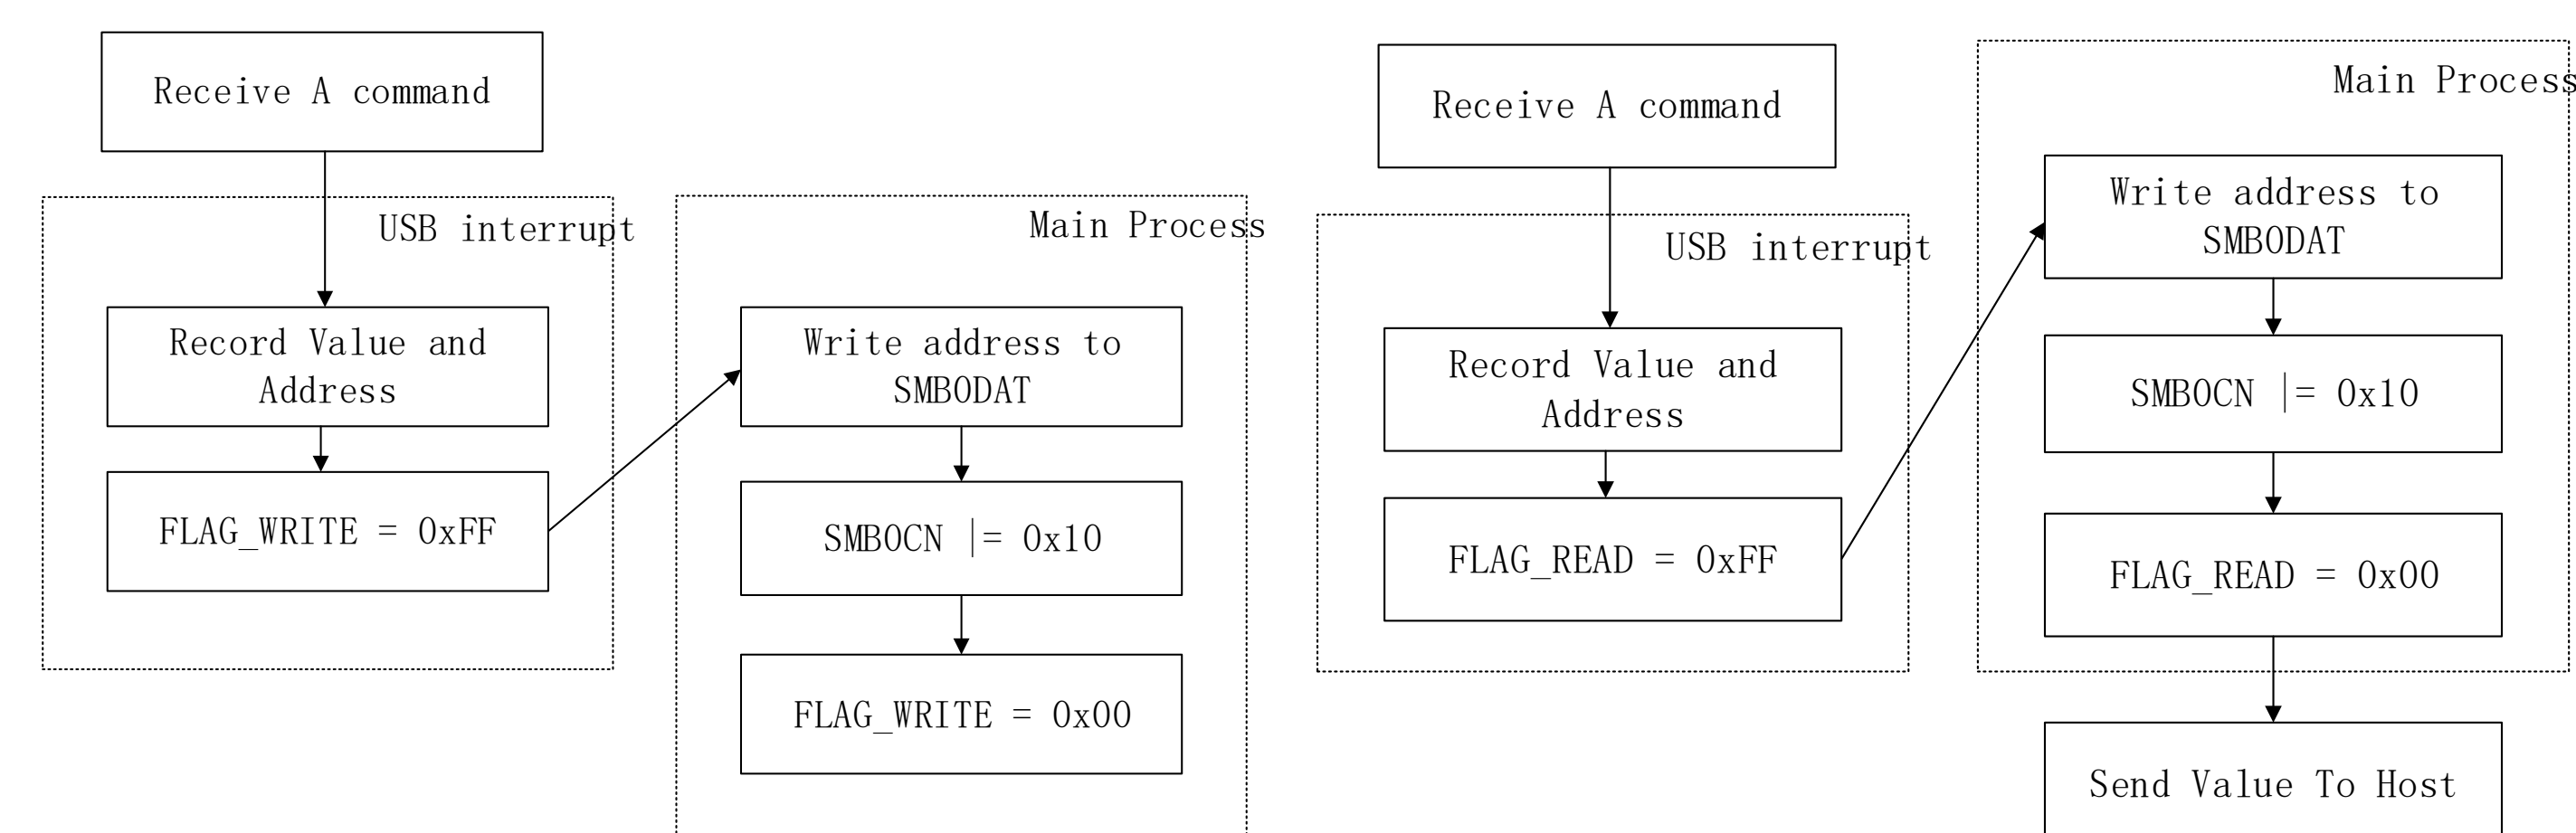 Receive A command
USB interrupt
Record Value and
Address
FLAG_WRITE = 0xFF
Main Process
Write address to
SMB0DAT
SMB0CN |= 0x10
FLAG_WRITE = 0x00
Receive A command
USB interrupt
Record Value and
Address
FLAG_READ = 0xFF
Main Process
Write address to
SMB0DAT
SMB0CN |= 0x10
FLAG_READ = 0x00
Send Value To Host